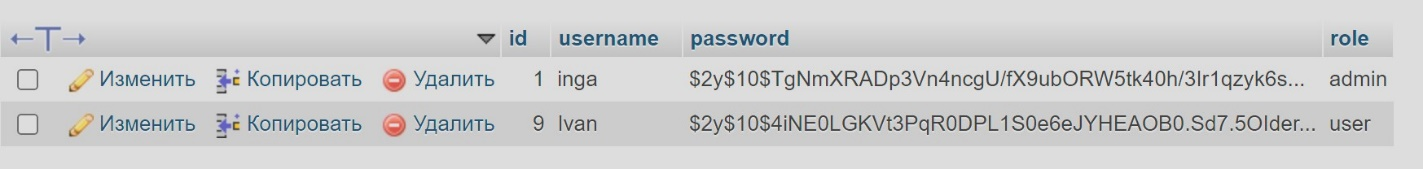 id username password role
Изменить Копировать Удалить 1 inga $2y$10$TgNmXRADp3Vn4ncgU/fX9ubORW5tk40h/3Ir1qzyk6s... admin
Изменить Копировать Удалить 9 Ivan $2y$10$4iNE0LGKVt3PqR0DPL1S0e6eJYHEAOB0.Sd7.5OIder... user